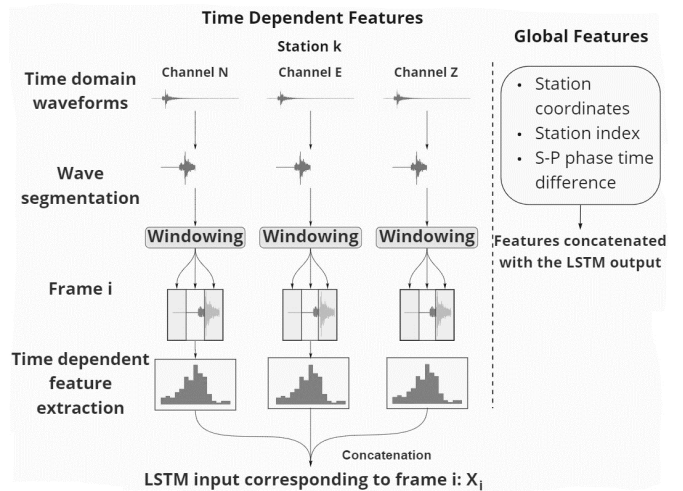 Time Dependent Features
Station k
Channel N
Channel E
Channel Z
Time domain
waveforms
Wave
segmentation
Windowing
Windowing
Windowing
Frame i
Time dependent
feature
extraction
Concatenation
LSTM input corresponding to frame i: Xi
Global Features
• Station
coordinates
• Station index
• S-P phase time
difference
Features concatenated
with the LSTM output